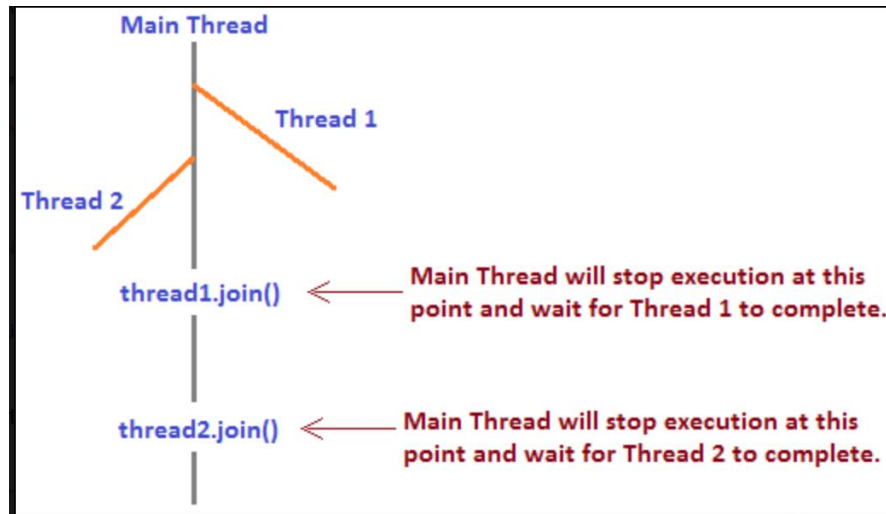 Main Thread
Thread 1
Thread 2
thread1.join()
Main Thread will stop execution at this
point and wait for Thread 1 to complete.
thread2.join()
Main Thread will stop execution at this
point and wait for Thread 2 to complete.